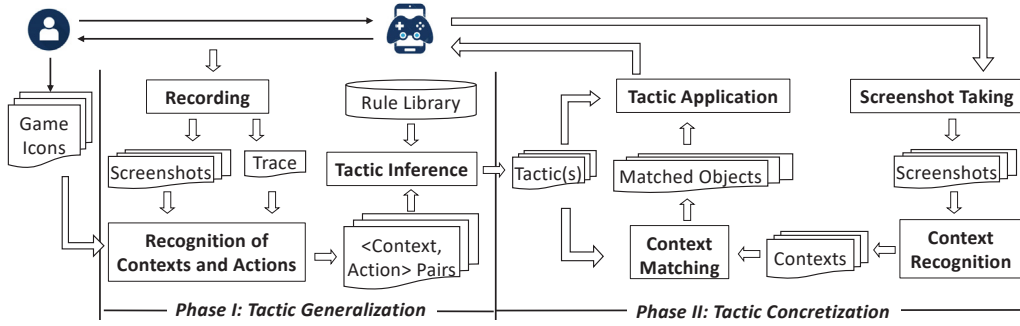 Game
Icons
Recording
Screenshots
Trace
Recognition of
Contexts and Actions
Rule Library
Tactic Inference
<Context,
Action> Pairs
Phase I: Tactic Generalization
Tactic(s)
Tactic Application
Matched Objects
Context
Matching
Screenshot Taking
Screenshots
Context
Recognition
Contexts
Phase II: Tactic Concretization